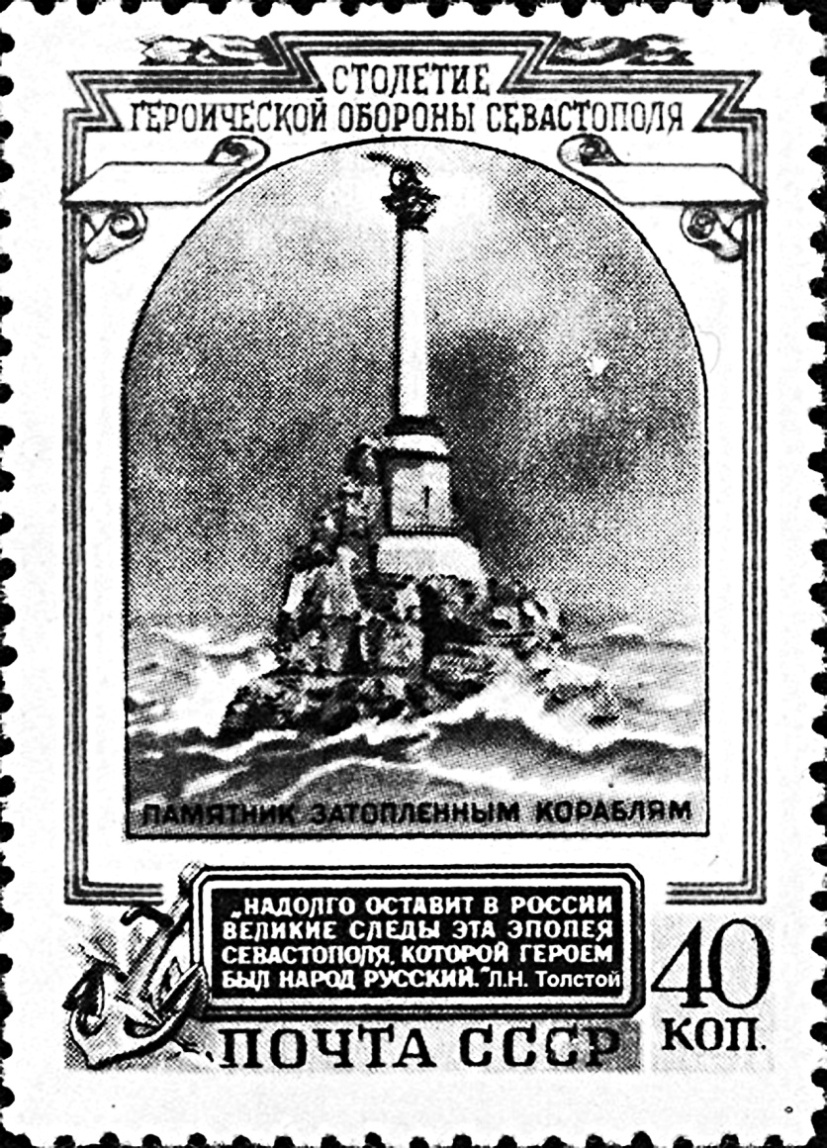 СТОЛЕТИЕ
ГЕРОИЧЕСКОЙ ОБОРОНЫ СЕВАСТОПОЛЯ
ПАМЯТНИК ЗАТОПЛЕННЫМ КОРАБЛЯМ
„НАДОЛГО ОСТАВИТ В РОССИИ
ВЕЛИКИЕ СЛЕДЫ ЭТА ЭПОПЕЯ
СЕВАСТОПОЛЯ, КОТОРОЙ ГЕРОЕМ
БЫЛ НАРОД РУССКИЙ.“ Л.Н. Толстой
40
КОП.
ПОЧТА СССР